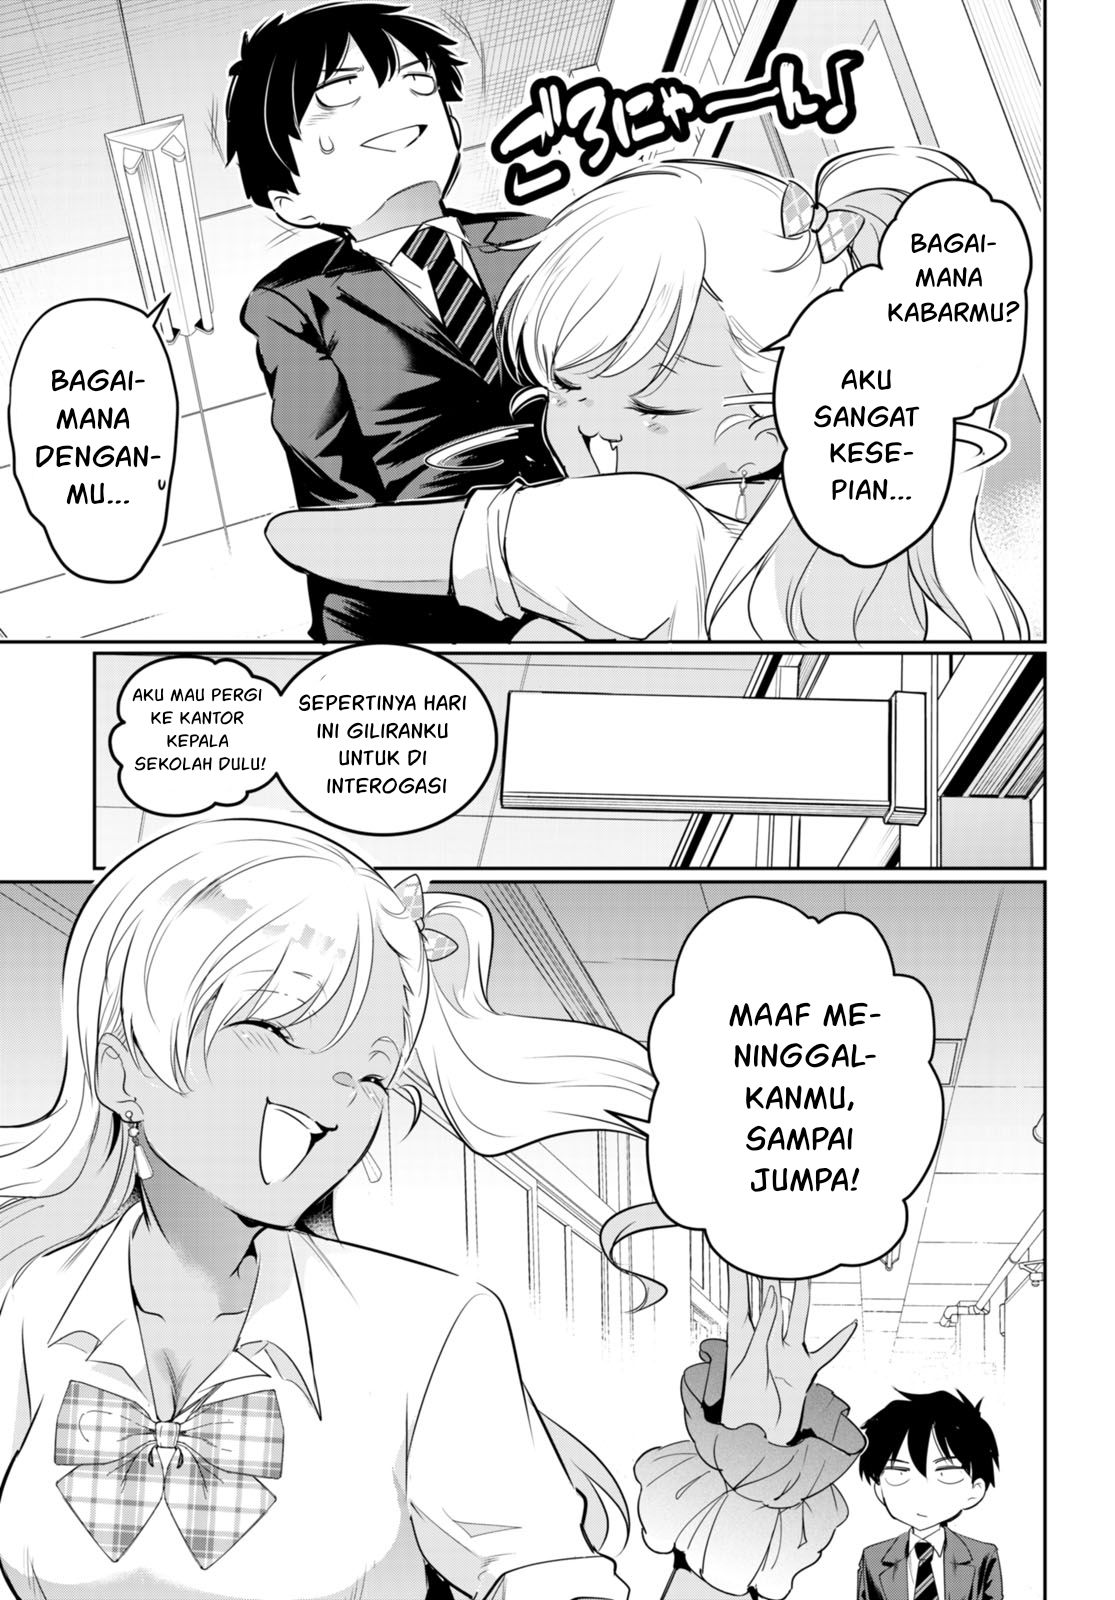 ごろにゃーん♪
BAGAI-
MANA
KABARMU?
AKU
SANGAT
KESE-
PIAN...
BAGAI-
MANA
DENGAN-
MU...
SEPERTINYA HARI
INI GILIRANKU
UNTUK DI
INTEROGASI
AKU MAU PERGI
KE KANTOR
KEPALA
SEKOLAH DULU!
MAAF ME-
NINGGAL-
KANMU,
SAMPAI
JUMPA!